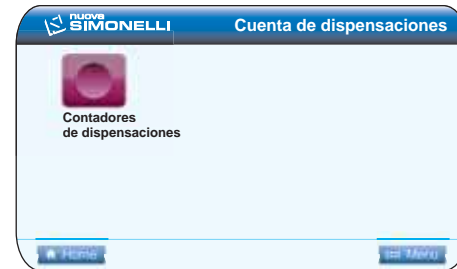 nuova
SIMONELLI
Cuenta de dispensaciones
Contadores
de dispensaciones
Home
Menu